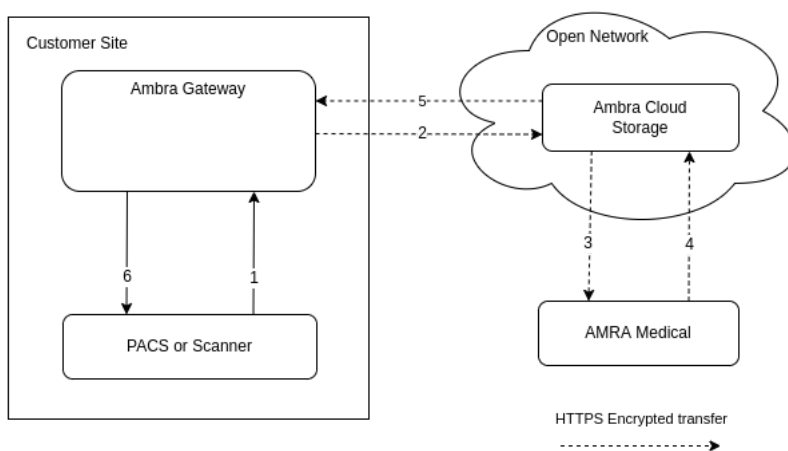 Customer Site
Open Network
Ambra Gateway
Ambra Cloud
Storage
5
2
3
4
6
1
PACS or Scanner
AMRA Medical
HTTPS Encrypted transfer